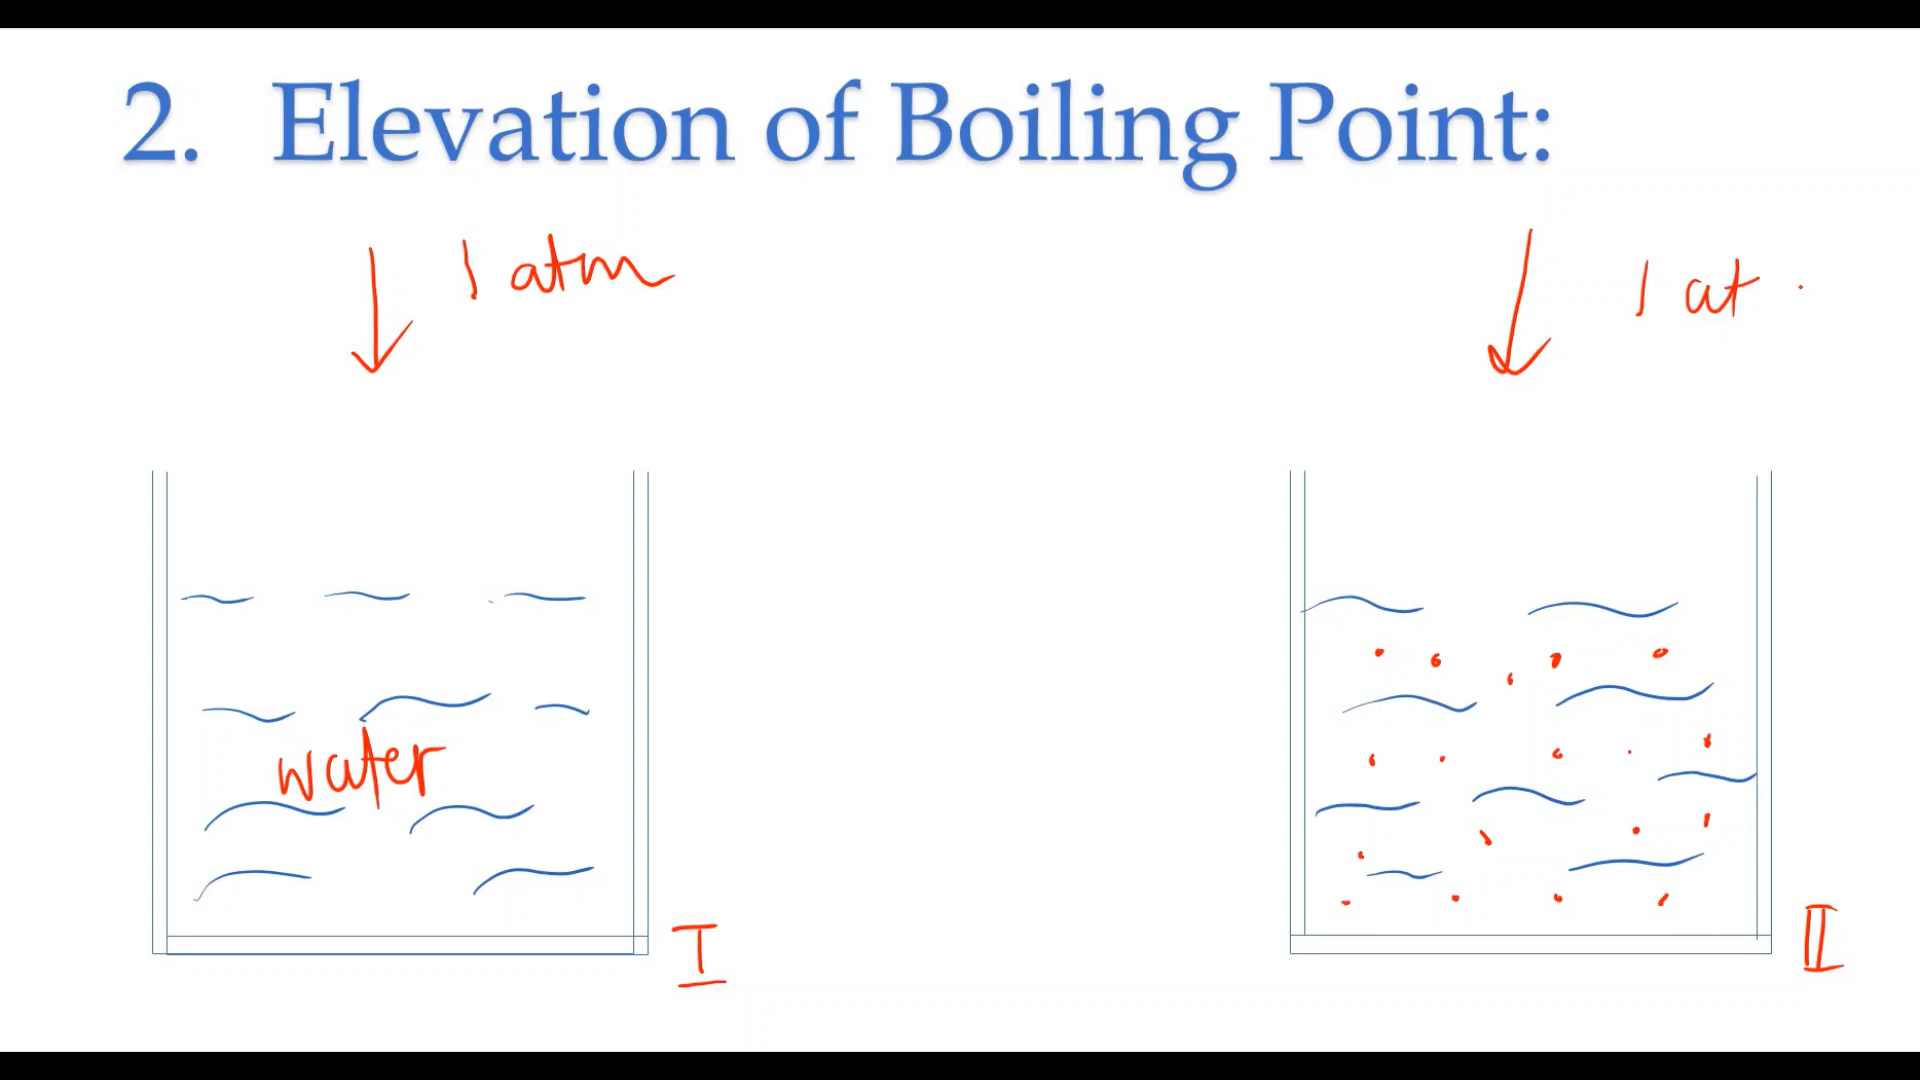 2. Elevation of Boiling Point:
1 atm
1 at
water
I
II